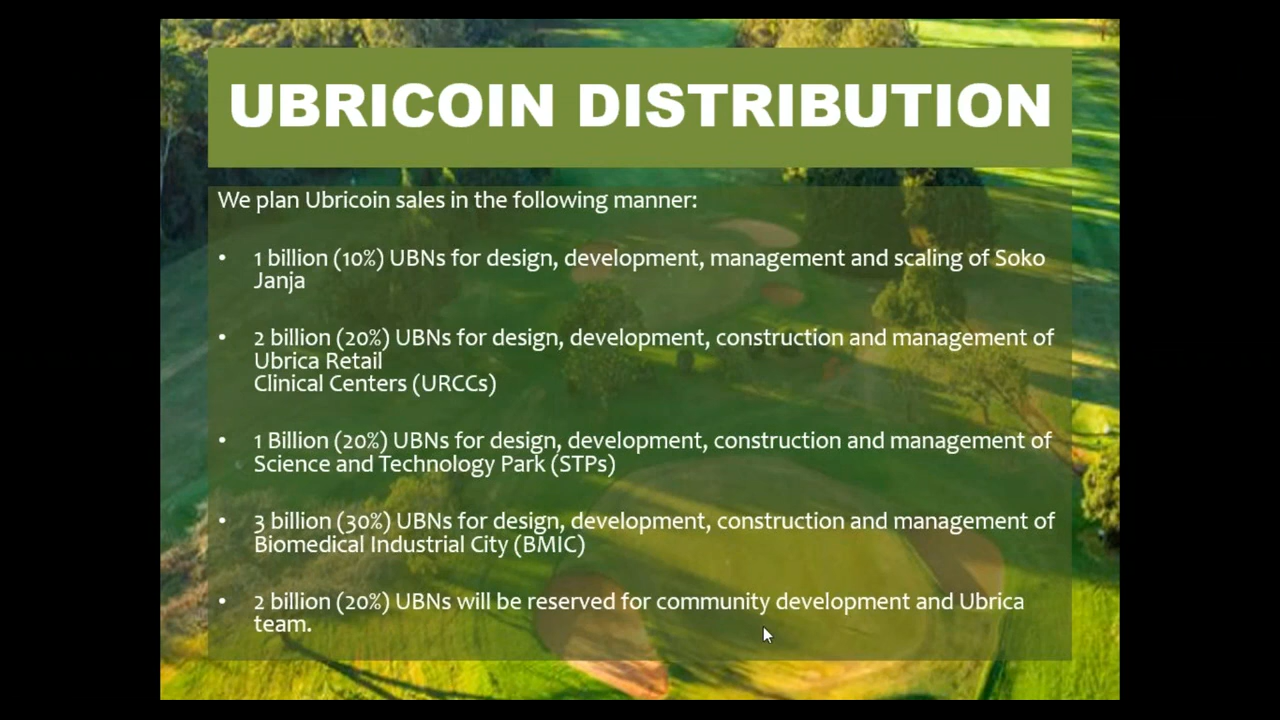 UBRICOIN DISTRIBUTION
We plan Ubricoin sales in the following manner:
• 1 billion (10%) UBNs for design, development, management and scaling of Soko
Janja
• 2 billion (20%) UBNs for design, development, construction and management of
Ubrica Retail
Clinical Centers (URCCs)
• 1 Billion (20%) UBNs for design, development, construction and management of
Science and Technology Park (STPs)
• 3 billion (30%) UBNs for design, development, construction and management of
Biomedical Industrial City (BMIC)
• 2 billion (20%) UBNs will be reserved for community development and Ubrica
team.